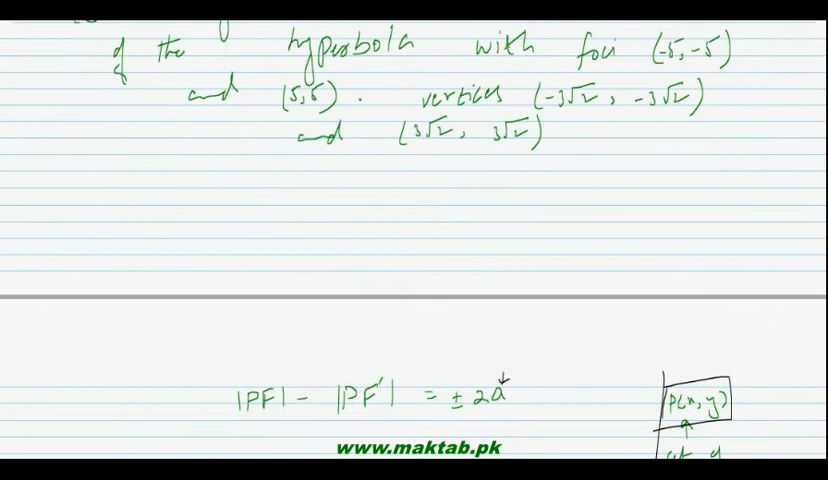 of the hyperbola with foci (-5,-5)
and (5,5). vertices (-3√2, -3√2)
and (3√2, 3√2)
|PF| - |PF'| = ± 2a
P(x,y)
www.maktab.pk